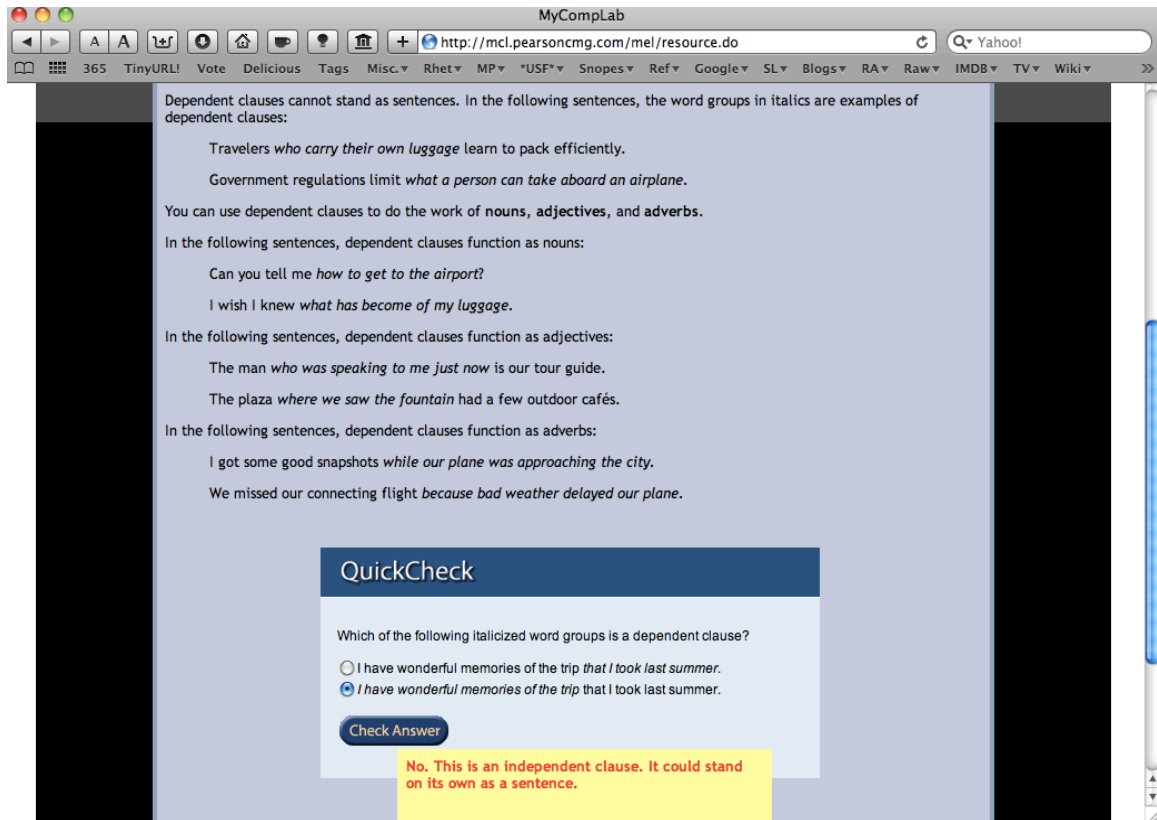 MyCompLab
A A + http://mcl.pearsoncmg.com/mel/resource.do Q Yahoo!
365 TinyURL! Vote Delicious Tags Misc. Rhet MP *USF* Snopes Ref Google SL Blogs RA Raw IMDB TV Wiki >>
Dependent clauses cannot stand as sentences. In the following sentences, the word groups in italics are examples of
dependent clauses:
Travelers who carry their own luggage learn to pack efficiently.
Government regulations limit what a person can take aboard an airplane.
You can use dependent clauses to do the work of nouns, adjectives, and adverbs.
In the following sentences, dependent clauses function as nouns:
Can you tell me how to get to the airport?
I wish I knew what has become of my luggage.
In the following sentences, dependent clauses function as adjectives:
The man who was speaking to me just now is our tour guide.
The plaza where we saw the fountain had a few outdoor cafés.
In the following sentences, dependent clauses function as adverbs:
I got some good snapshots while our plane was approaching the city.
We missed our connecting flight because bad weather delayed our plane.
QuickCheck
Which of the following italicized word groups is a dependent clause?
I have wonderful memories of the trip that I took last summer.
I have wonderful memories of the trip that I took last summer.
Check Answer
No. This is an independent clause. It could stand
on its own as a sentence.